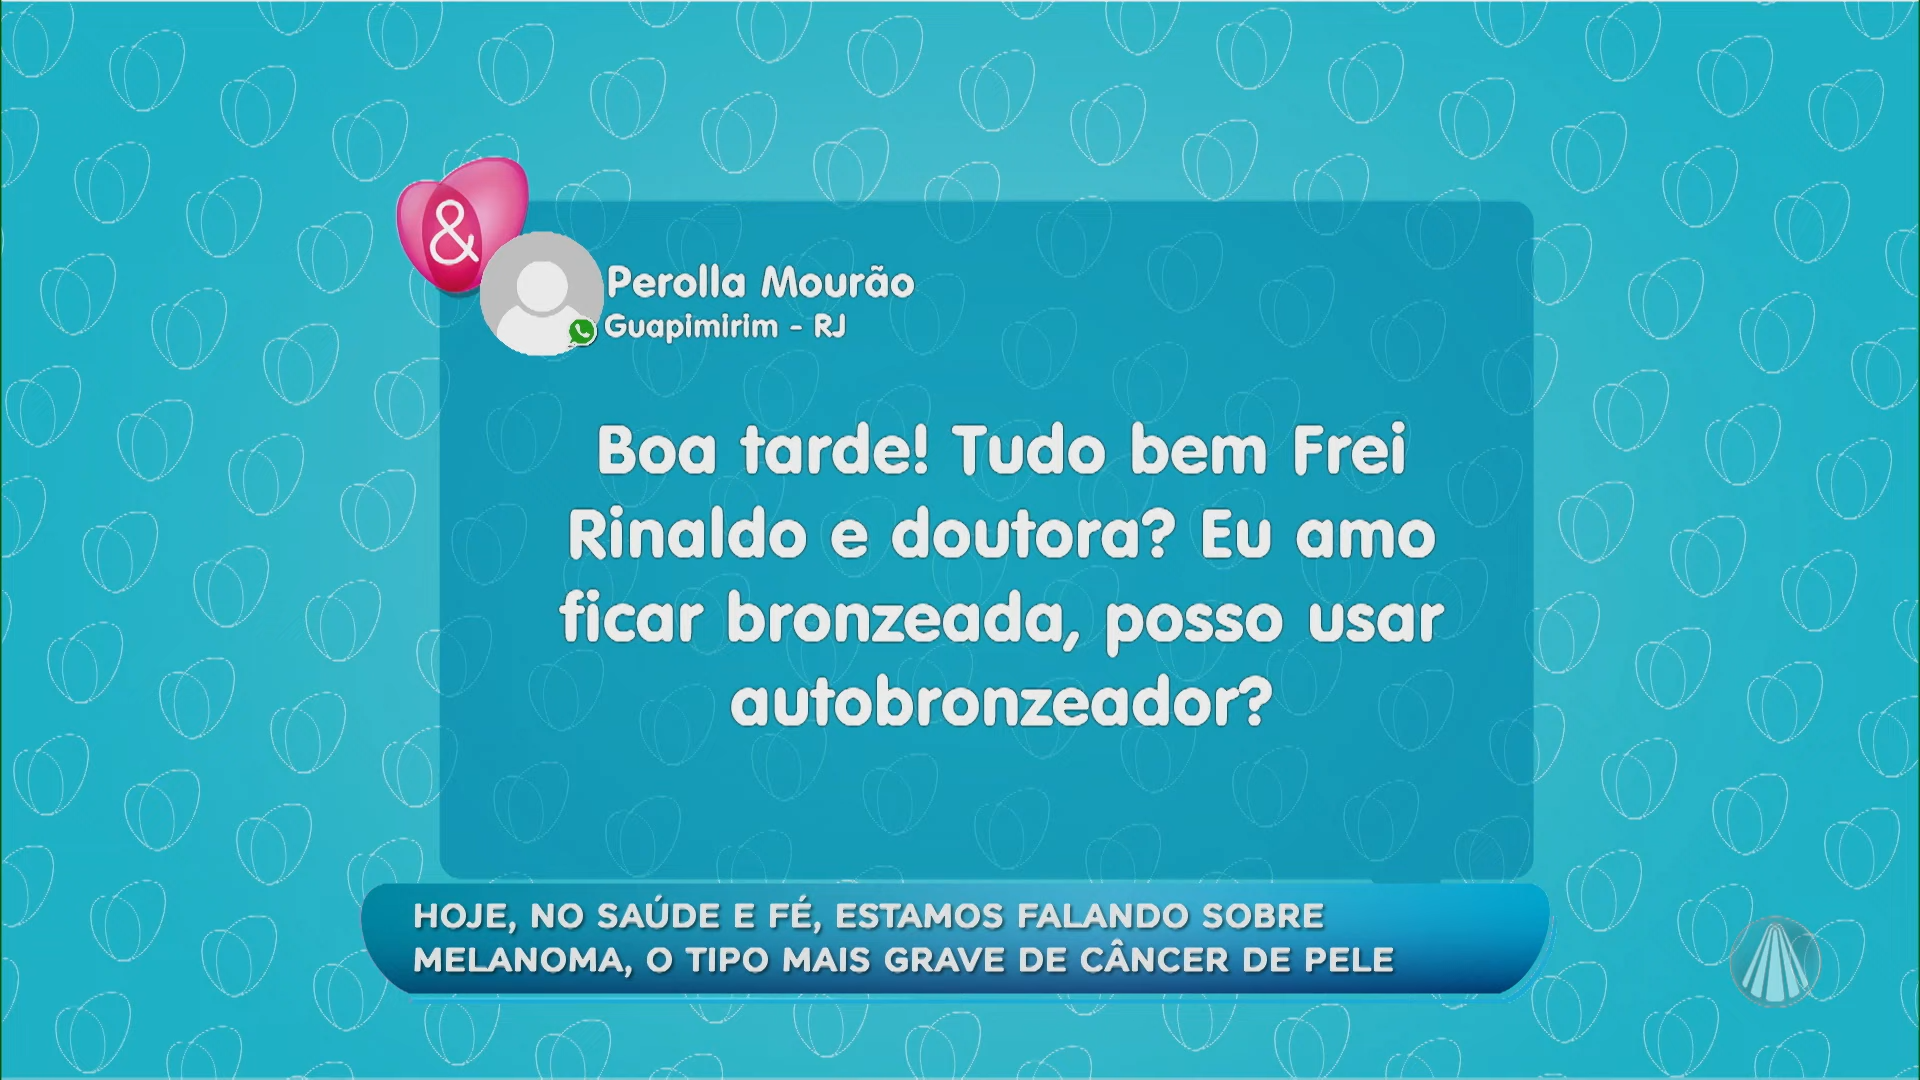 &
Perolla Mourão
Guapimirim - RJ
Boa tarde! Tudo bem Frei
Rinaldo e doutora? Eu amo
ficar bronzeada, posso usar
autobronzeador?
HOJE, NO SAÚDE E FÉ, ESTAMOS FALANDO SOBRE
MELANOMA, O TIPO MAIS GRAVE DE CÂNCER DE PELE